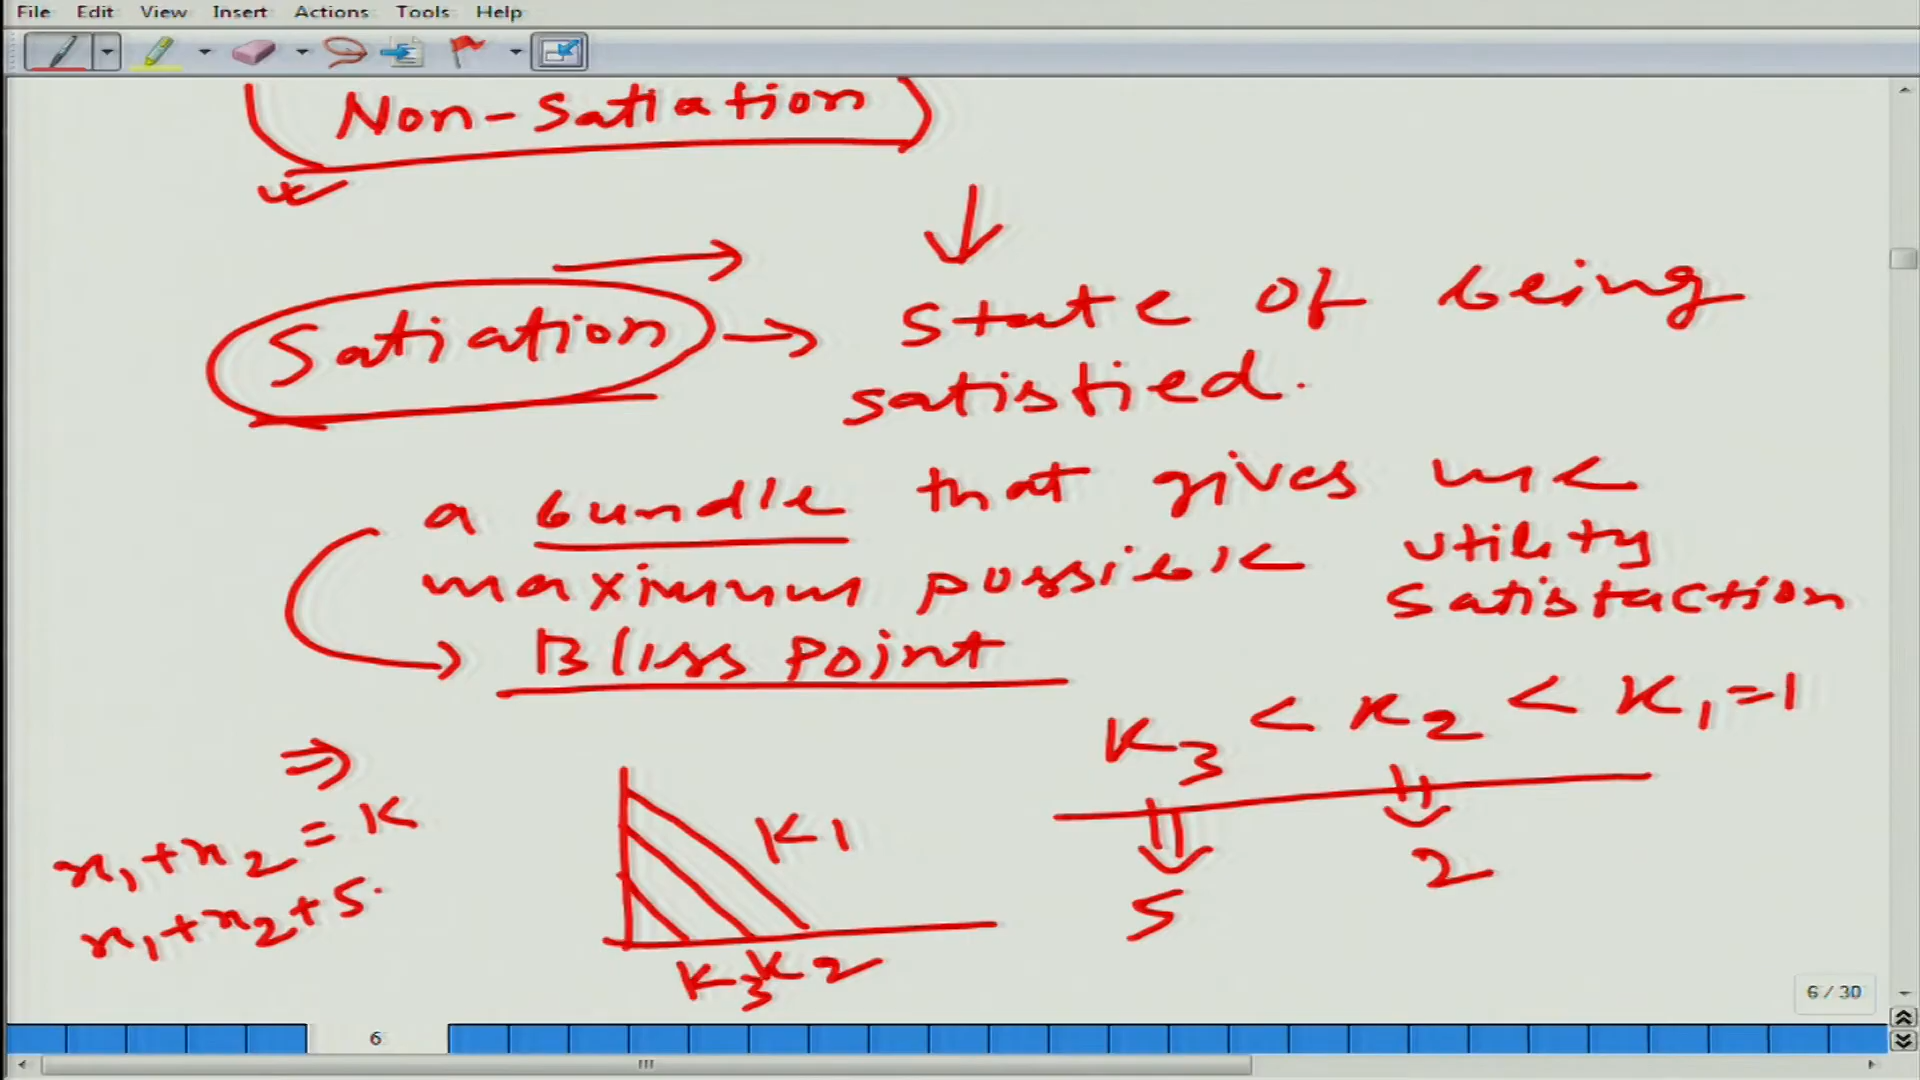 File Edit View Insert Actions Tools Help
Non-Satiation
Satiation → State of being
satisfied.
a bundle that gives me
maximum possible utility
satisfaction
Bliss point
K3 < K2 < K1 = 1
⇒
x1 + x2 = K
x1 + x2 + 5
K1
K3 K2
5
2
6 / 30
6